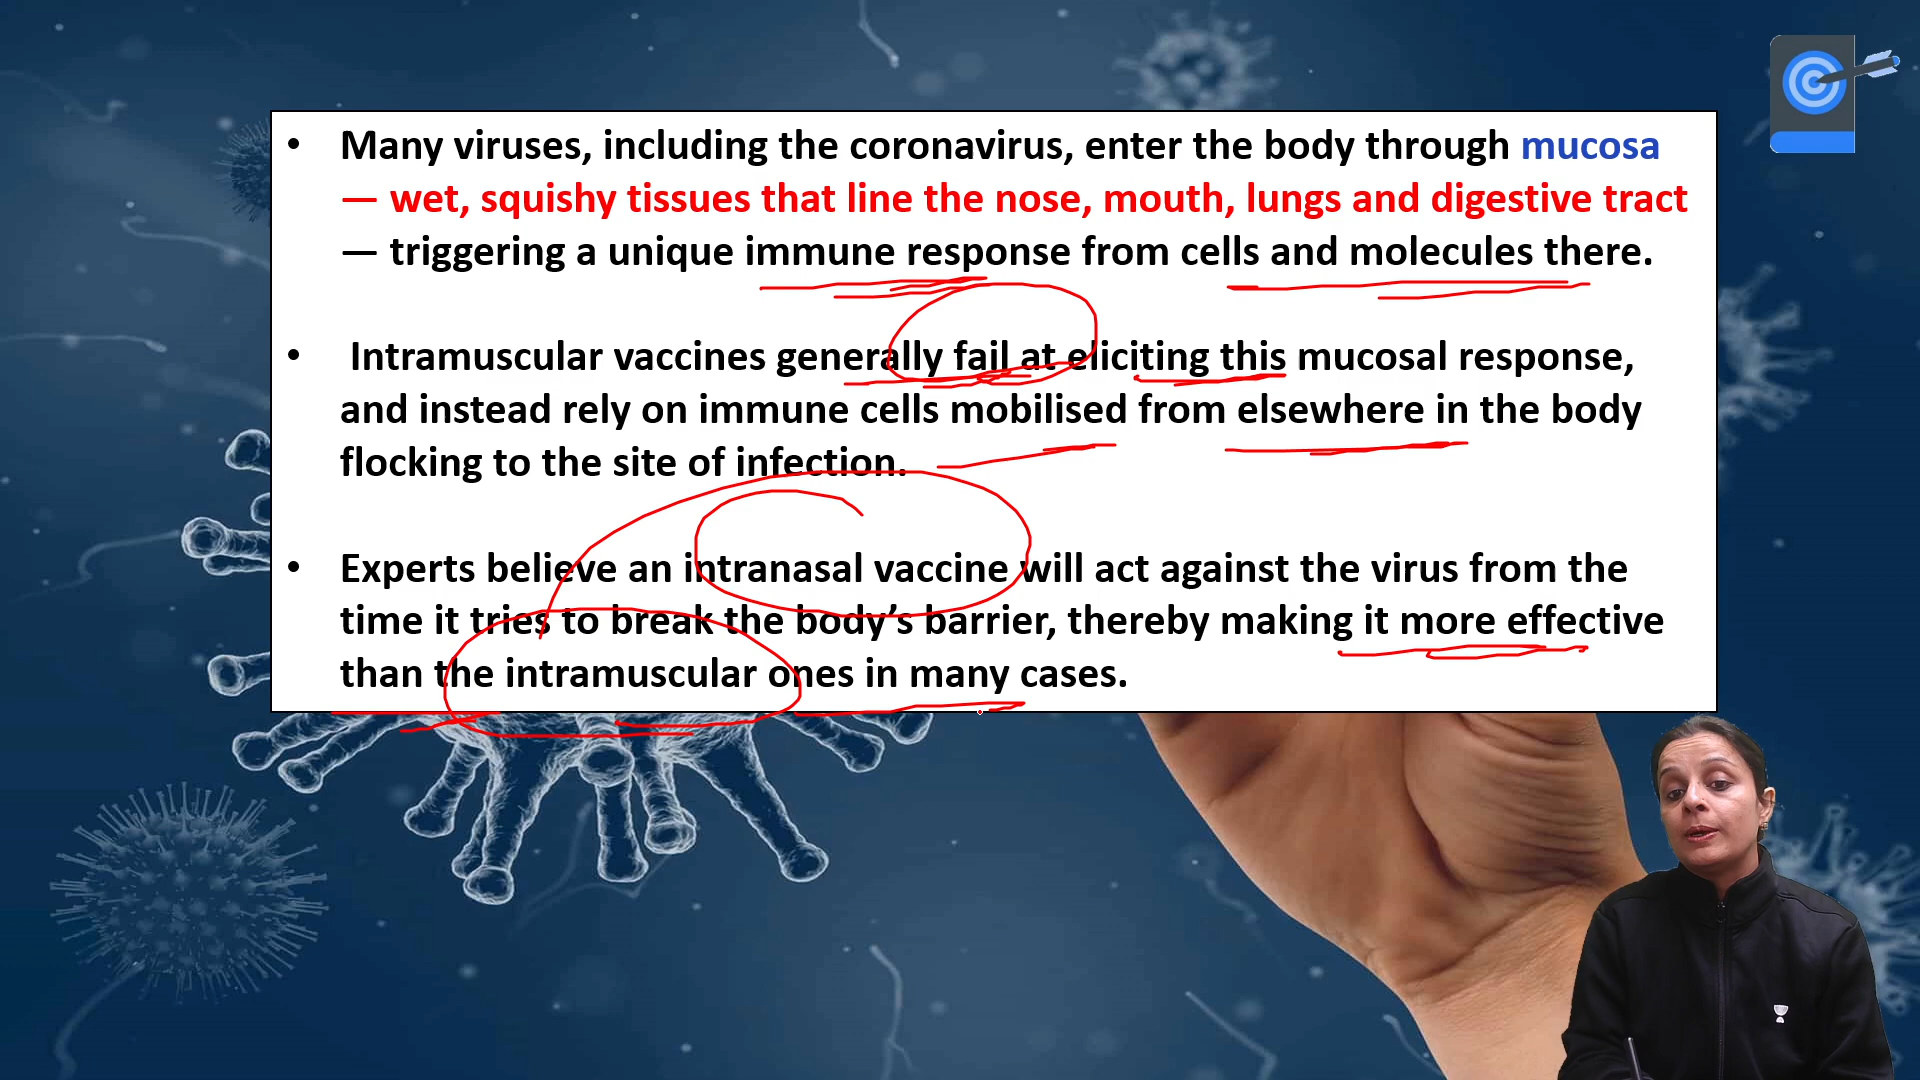 • Many viruses, including the coronavirus, enter the body through mucosa
— wet, squishy tissues that line the nose, mouth, lungs and digestive tract
— triggering a unique immune response from cells and molecules there.
• Intramuscular vaccines generally fail at eliciting this mucosal response,
and instead rely on immune cells mobilised from elsewhere in the body
flocking to the site of infection.
• Experts believe an intranasal vaccine will act against the virus from the
time it tries to break the body’s barrier, thereby making it more effective
than the intramuscular ones in many cases.